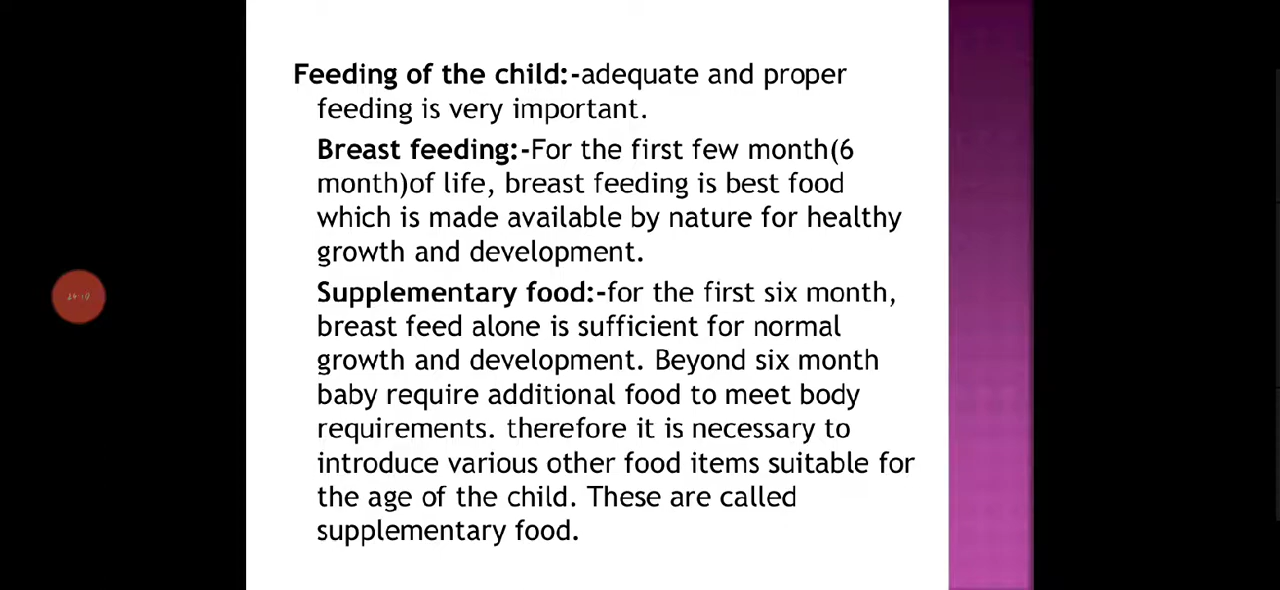 Feeding of the child:-adequate and proper
feeding is very important.
Breast feeding:-For the first few month(6
month)of life, breast feeding is best food
which is made available by nature for healthy
growth and development.
Supplementary food:-for the first six month,
breast feed alone is sufficient for normal
growth and development. Beyond six month
baby require additional food to meet body
requirements. therefore it is necessary to
introduce various other food items suitable for
the age of the child. These are called
supplementary food.